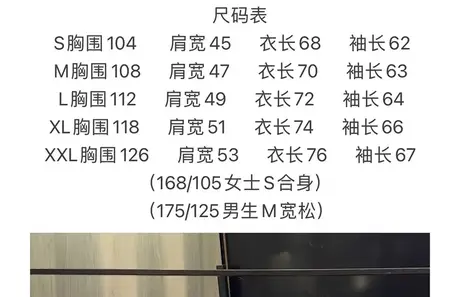 尺码表
S胸围104 肩宽45 衣长68 袖长62
M胸围108 肩宽47 衣长70 袖长63
L胸围112 肩宽49 衣长72 袖长64
XL胸围118 肩宽51 衣长74 袖长66
XXL胸围126 肩宽53 衣长76 袖长67
（168/105女士S合身）
（175/125男生M宽松）